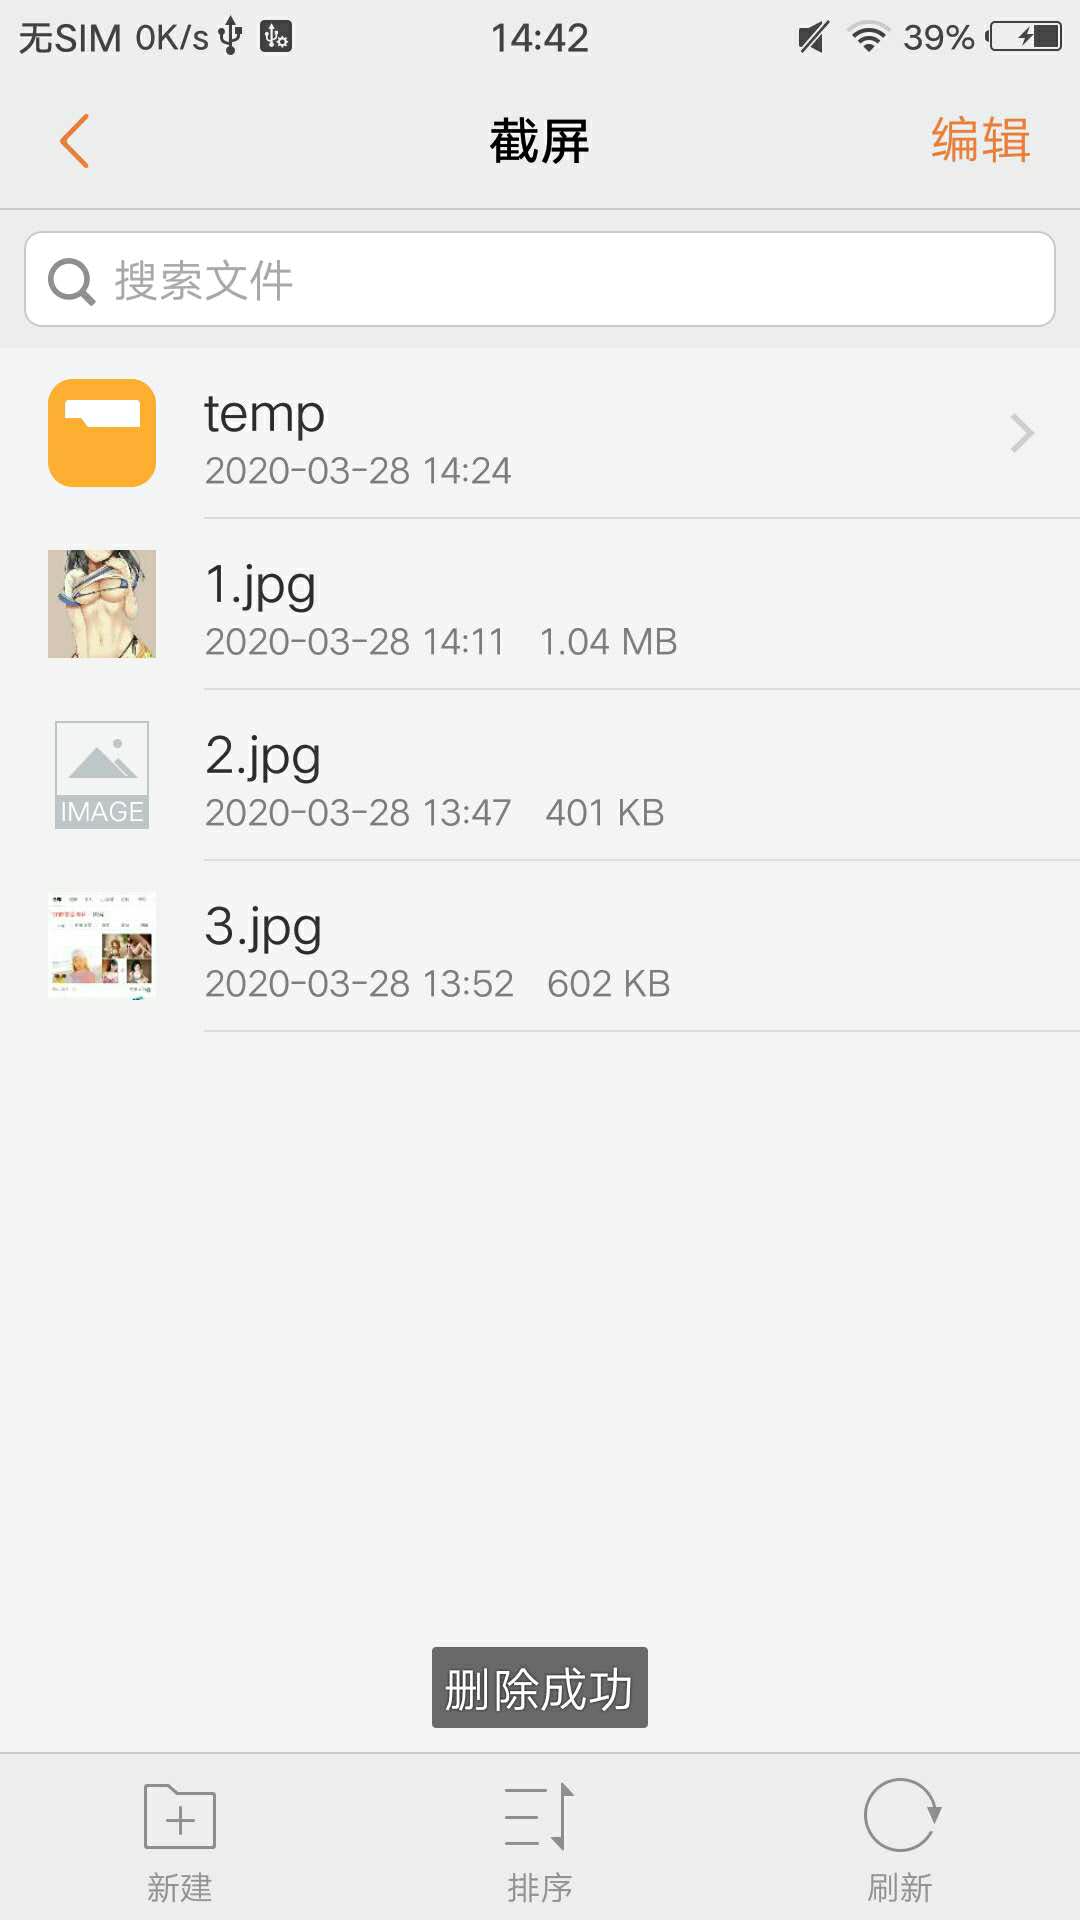 无SIM 0K/s 14:42 39%
截屏 编辑
搜索文件
temp
2020-03-28 14:24
1.jpg
2020-03-28 14:11 1.04 MB
IMAGE
2.jpg
2020-03-28 13:47 401 KB
3.jpg
2020-03-28 13:52 602 KB
删除成功
新建 排序 刷新